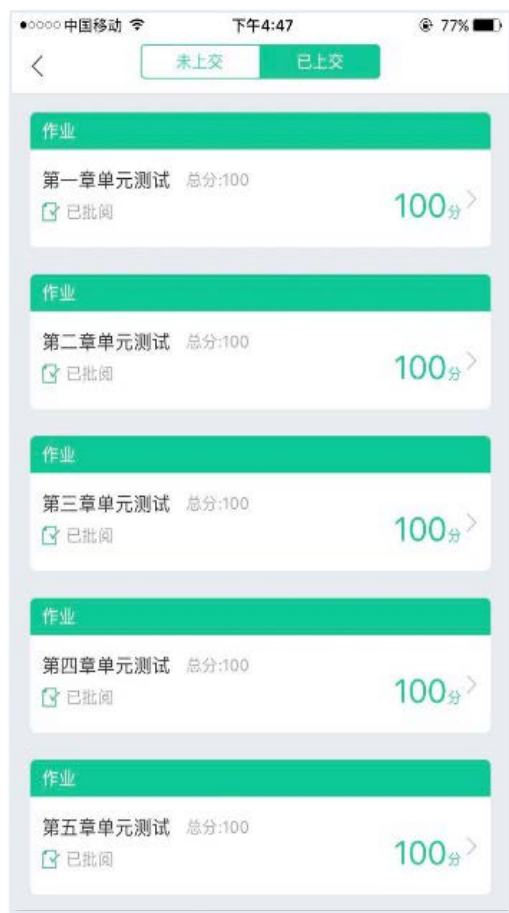 中国移动 下午4:47 77%
未上交 已上交
作业
第一章单元测试 总分:100
已批阅 100分
作业
第二章单元测试 总分:100
已批阅 100分
作业
第三章单元测试 总分:100
已批阅 100分
作业
第四章单元测试 总分:100
已批阅 100分
作业
第五章单元测试 总分:100
已批阅 100分